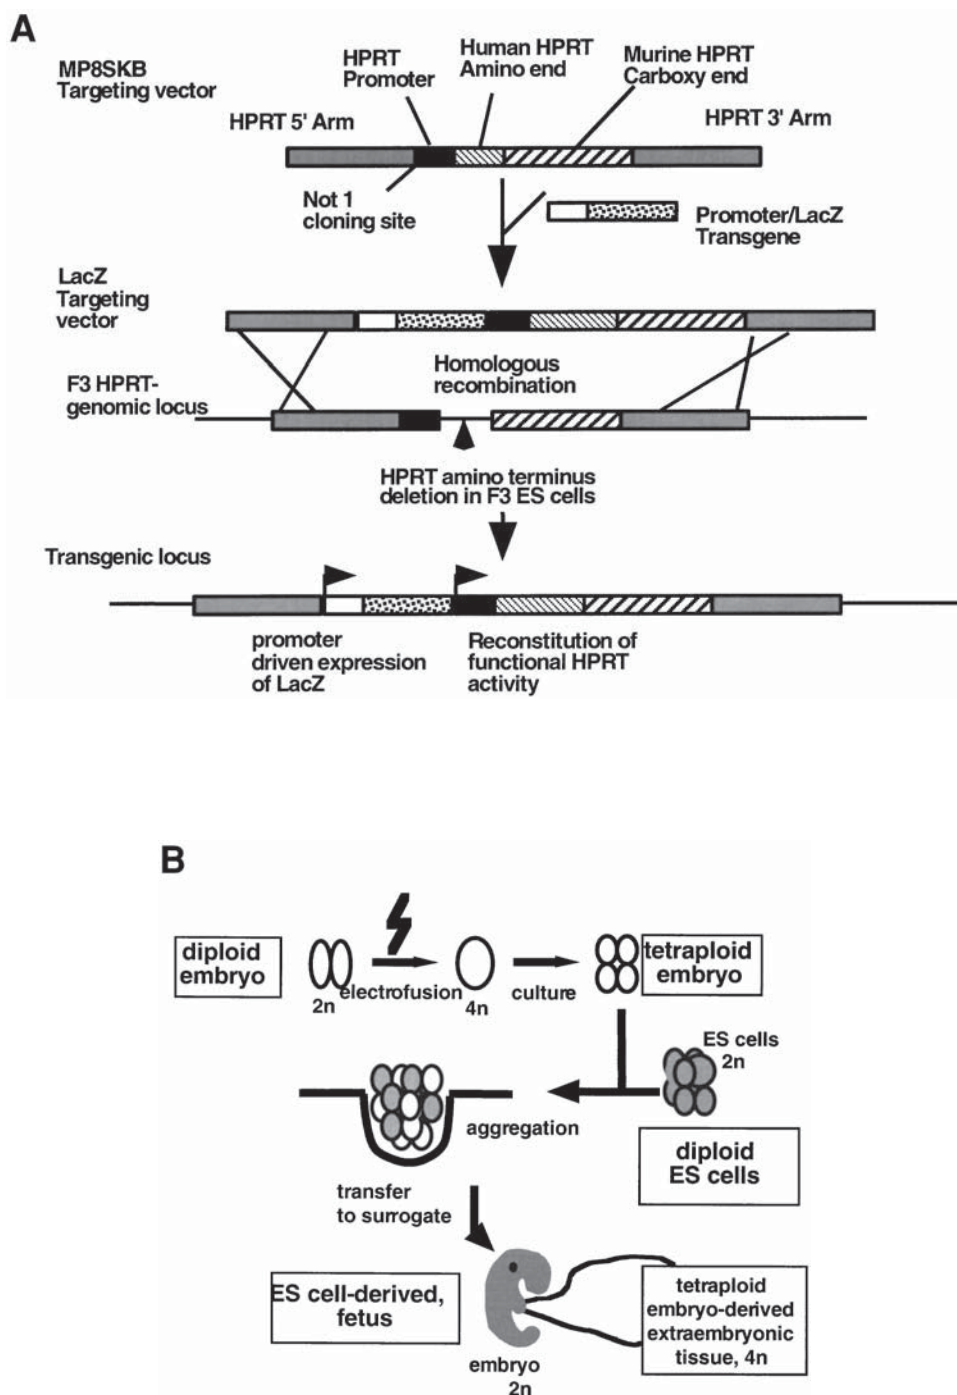 A
MP8SKB
Targeting vector
HPRT
Promoter
Human HPRT
Amino end
Murine HPRT
Carboxy end
HPRT 5' Arm
HPRT 3' Arm
Not 1
cloning site
Promoter/LacZ
Transgene
LacZ
Targeting
vector
Homologous
recombination
F3 HPRT-
genomic locus
HPRT amino terminus
deletion in F3 ES cells
Transgenic locus
promoter
driven expression
of LacZ
Reconstitution of
functional HPRT
activity
B
diploid
embryo
2n
electrofusion
4n
culture
tetraploid
embryo
ES cells
2n
aggregation
diploid
ES cells
transfer
to surrogate
ES cell-derived,
fetus
embryo
2n
tetraploid
embryo-derived
extraembryonic
tissue, 4n